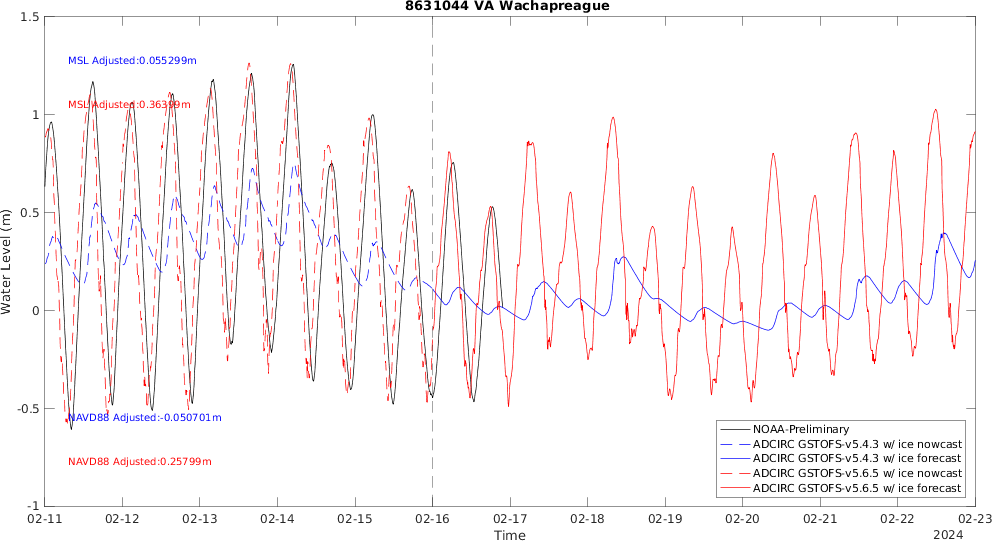 8631044 VA Wachapreague
1.5
1
0.5
0
-0.5
-1
Water Level (m)
MSL Adjusted:0.055299m
MSL Adjusted:0.36399m
NAVD88 Adjusted:-0.050701m
NAVD88 Adjusted:0.25799m
NOAA-Preliminary
ADCIRC GSTOFS-v5.4.3 w/ ice nowcast
ADCIRC GSTOFS-v5.4.3 w/ ice forecast
ADCIRC GSTOFS-v5.6.5 w/ ice nowcast
ADCIRC GSTOFS-v5.6.5 w/ ice forecast
02-11 02-12 02-13 02-14 02-15 02-16 02-17 02-18 02-19 02-20 02-21 02-22 02-23
Time
2024